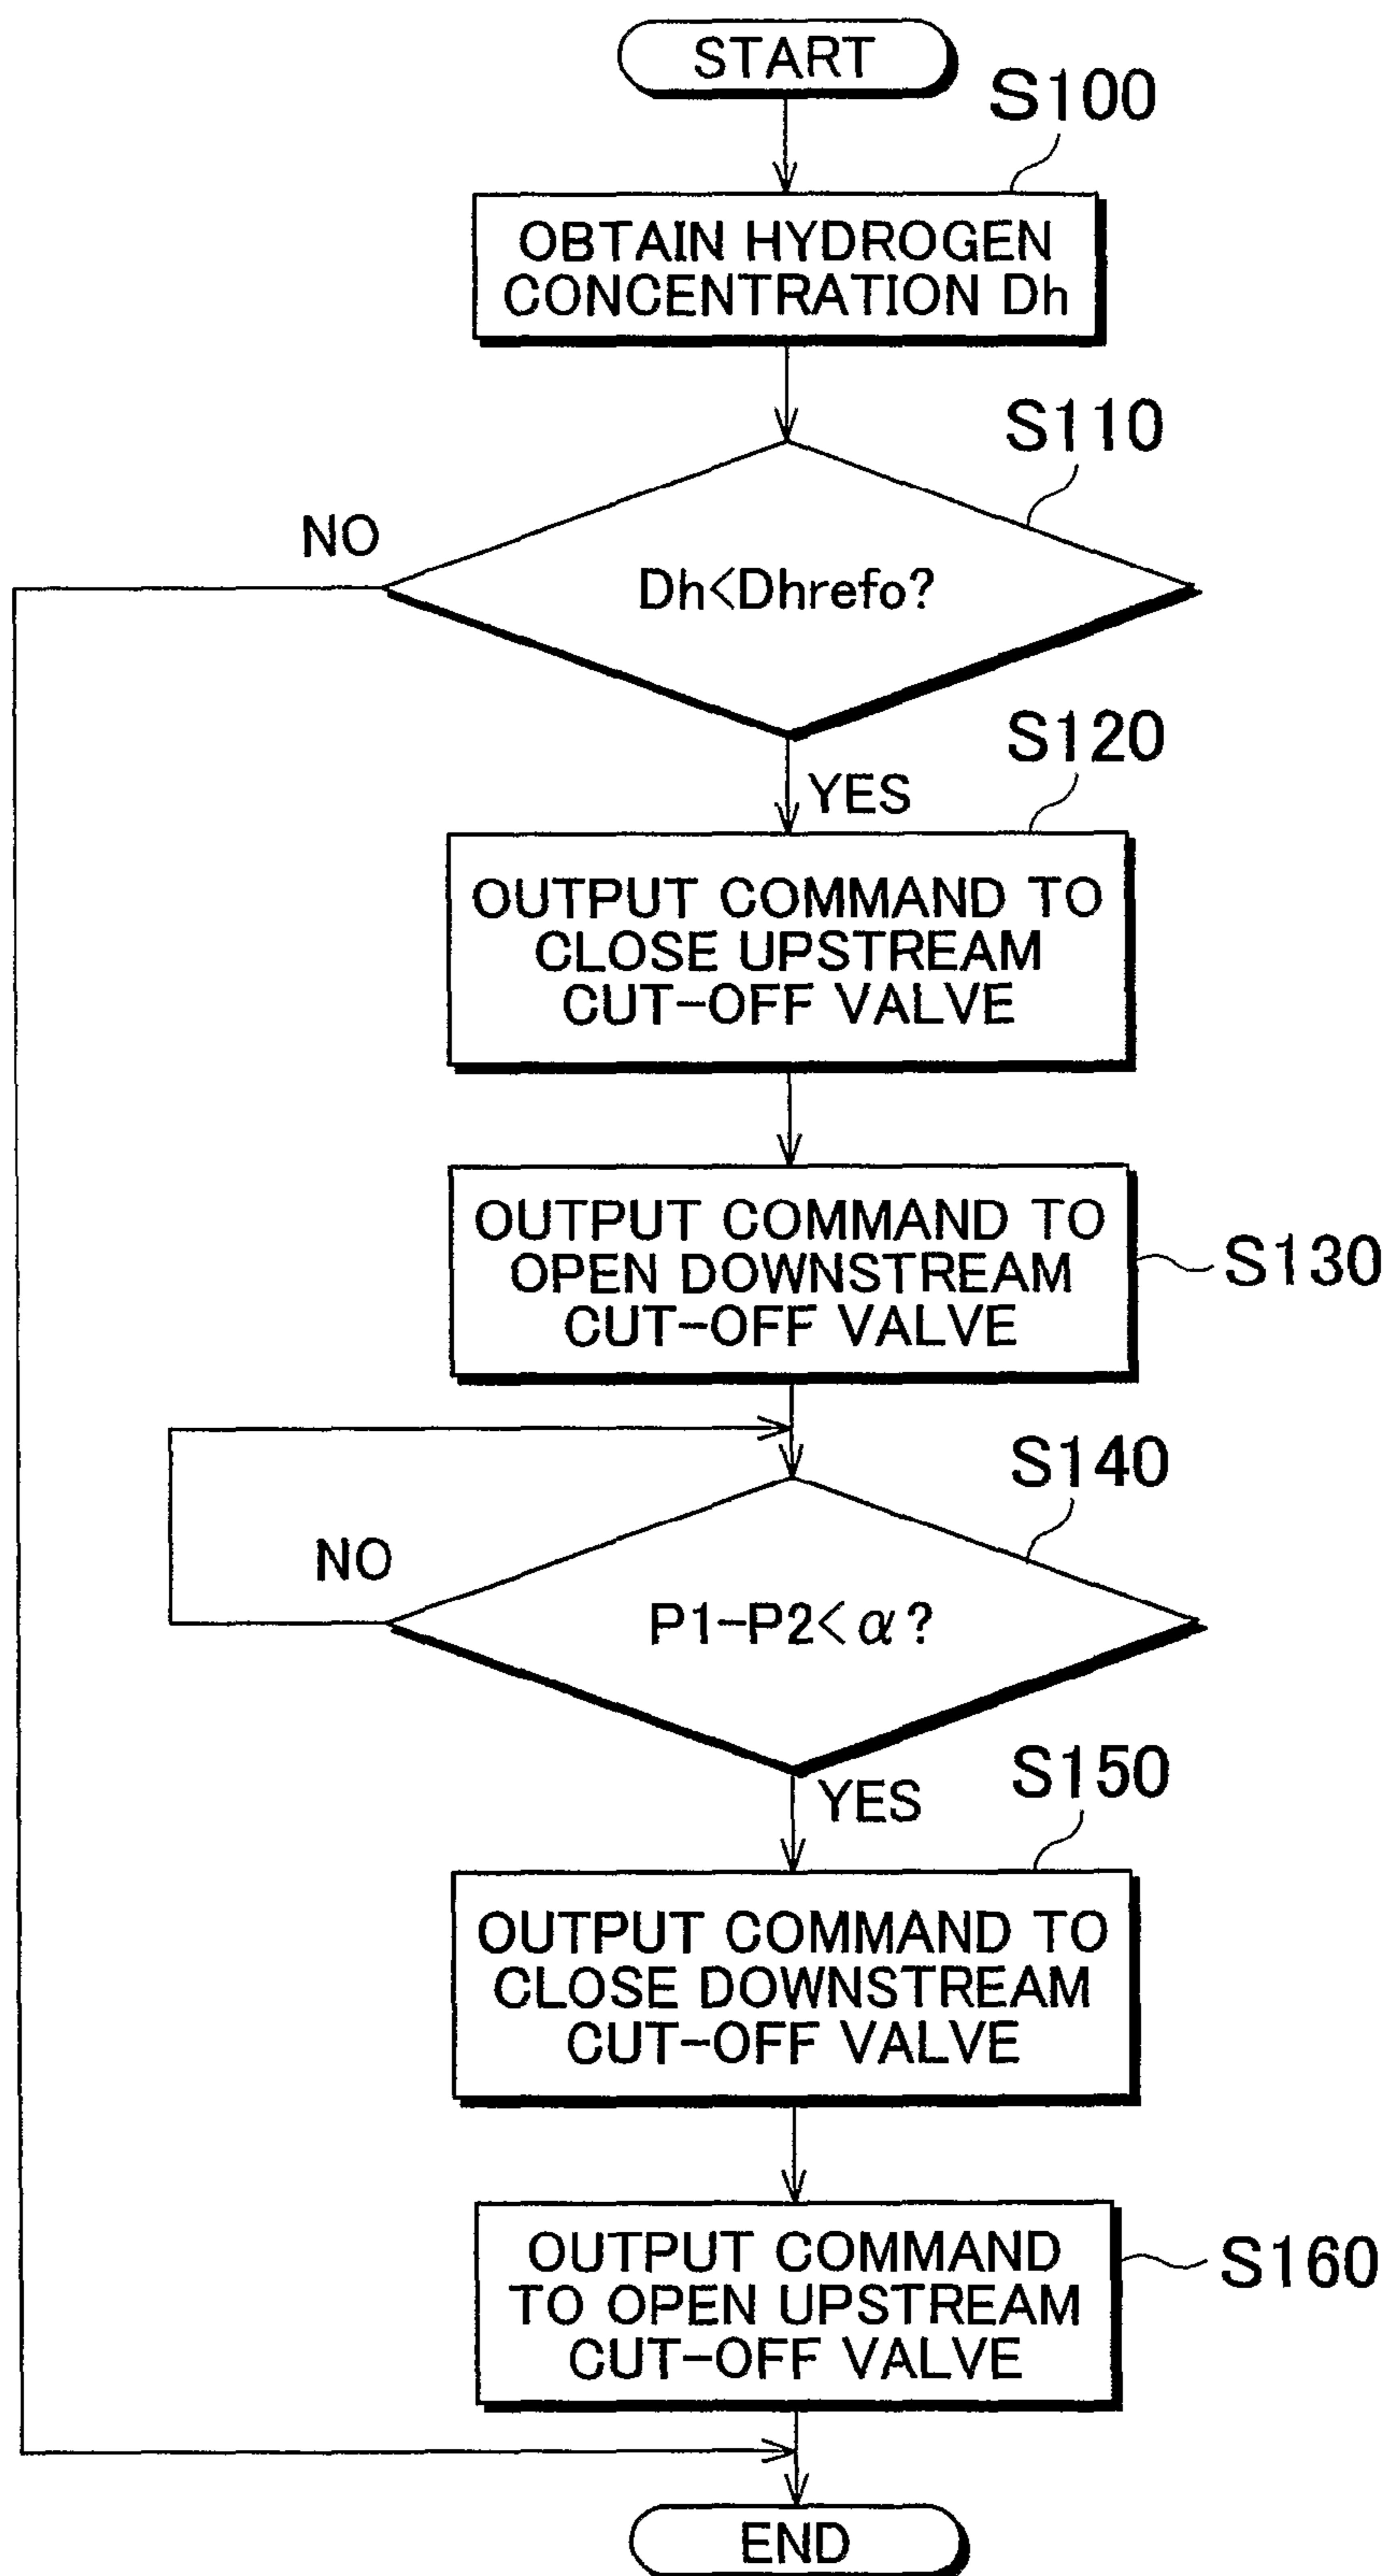 START
S100
OBTAIN HYDROGEN
CONCENTRATION Dh
S110
NO
Dh<Dhrefo?
S120
YES
OUTPUT COMMAND TO
CLOSE UPSTREAM
CUT-OFF VALVE
OUTPUT COMMAND TO
OPEN DOWNSTREAM
CUT-OFF VALVE
S130
S140
NO
P1-P2<α?
S150
YES
OUTPUT COMMAND TO
CLOSE DOWNSTREAM
CUT-OFF VALVE
OUTPUT COMMAND
TO OPEN UPSTREAM
CUT-OFF VALVE
S160
END